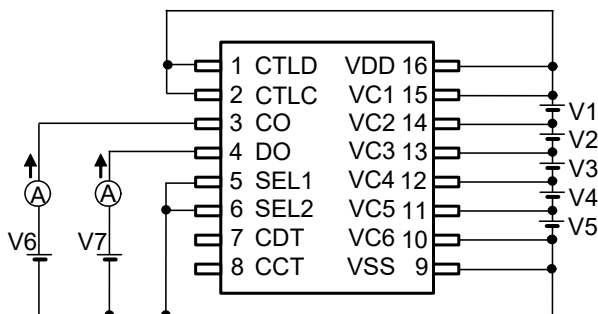 1 CTLD VDD 16
2 CTLC VC1 15
V1
3 CO VC2 14
V2
4 DO VC3 13
V3
A A 5 SEL1 VC4 12
V4
6 SEL2 VC5 11
V5
V6 V7 7 CDT VC6 10
8 CCT VSS 9